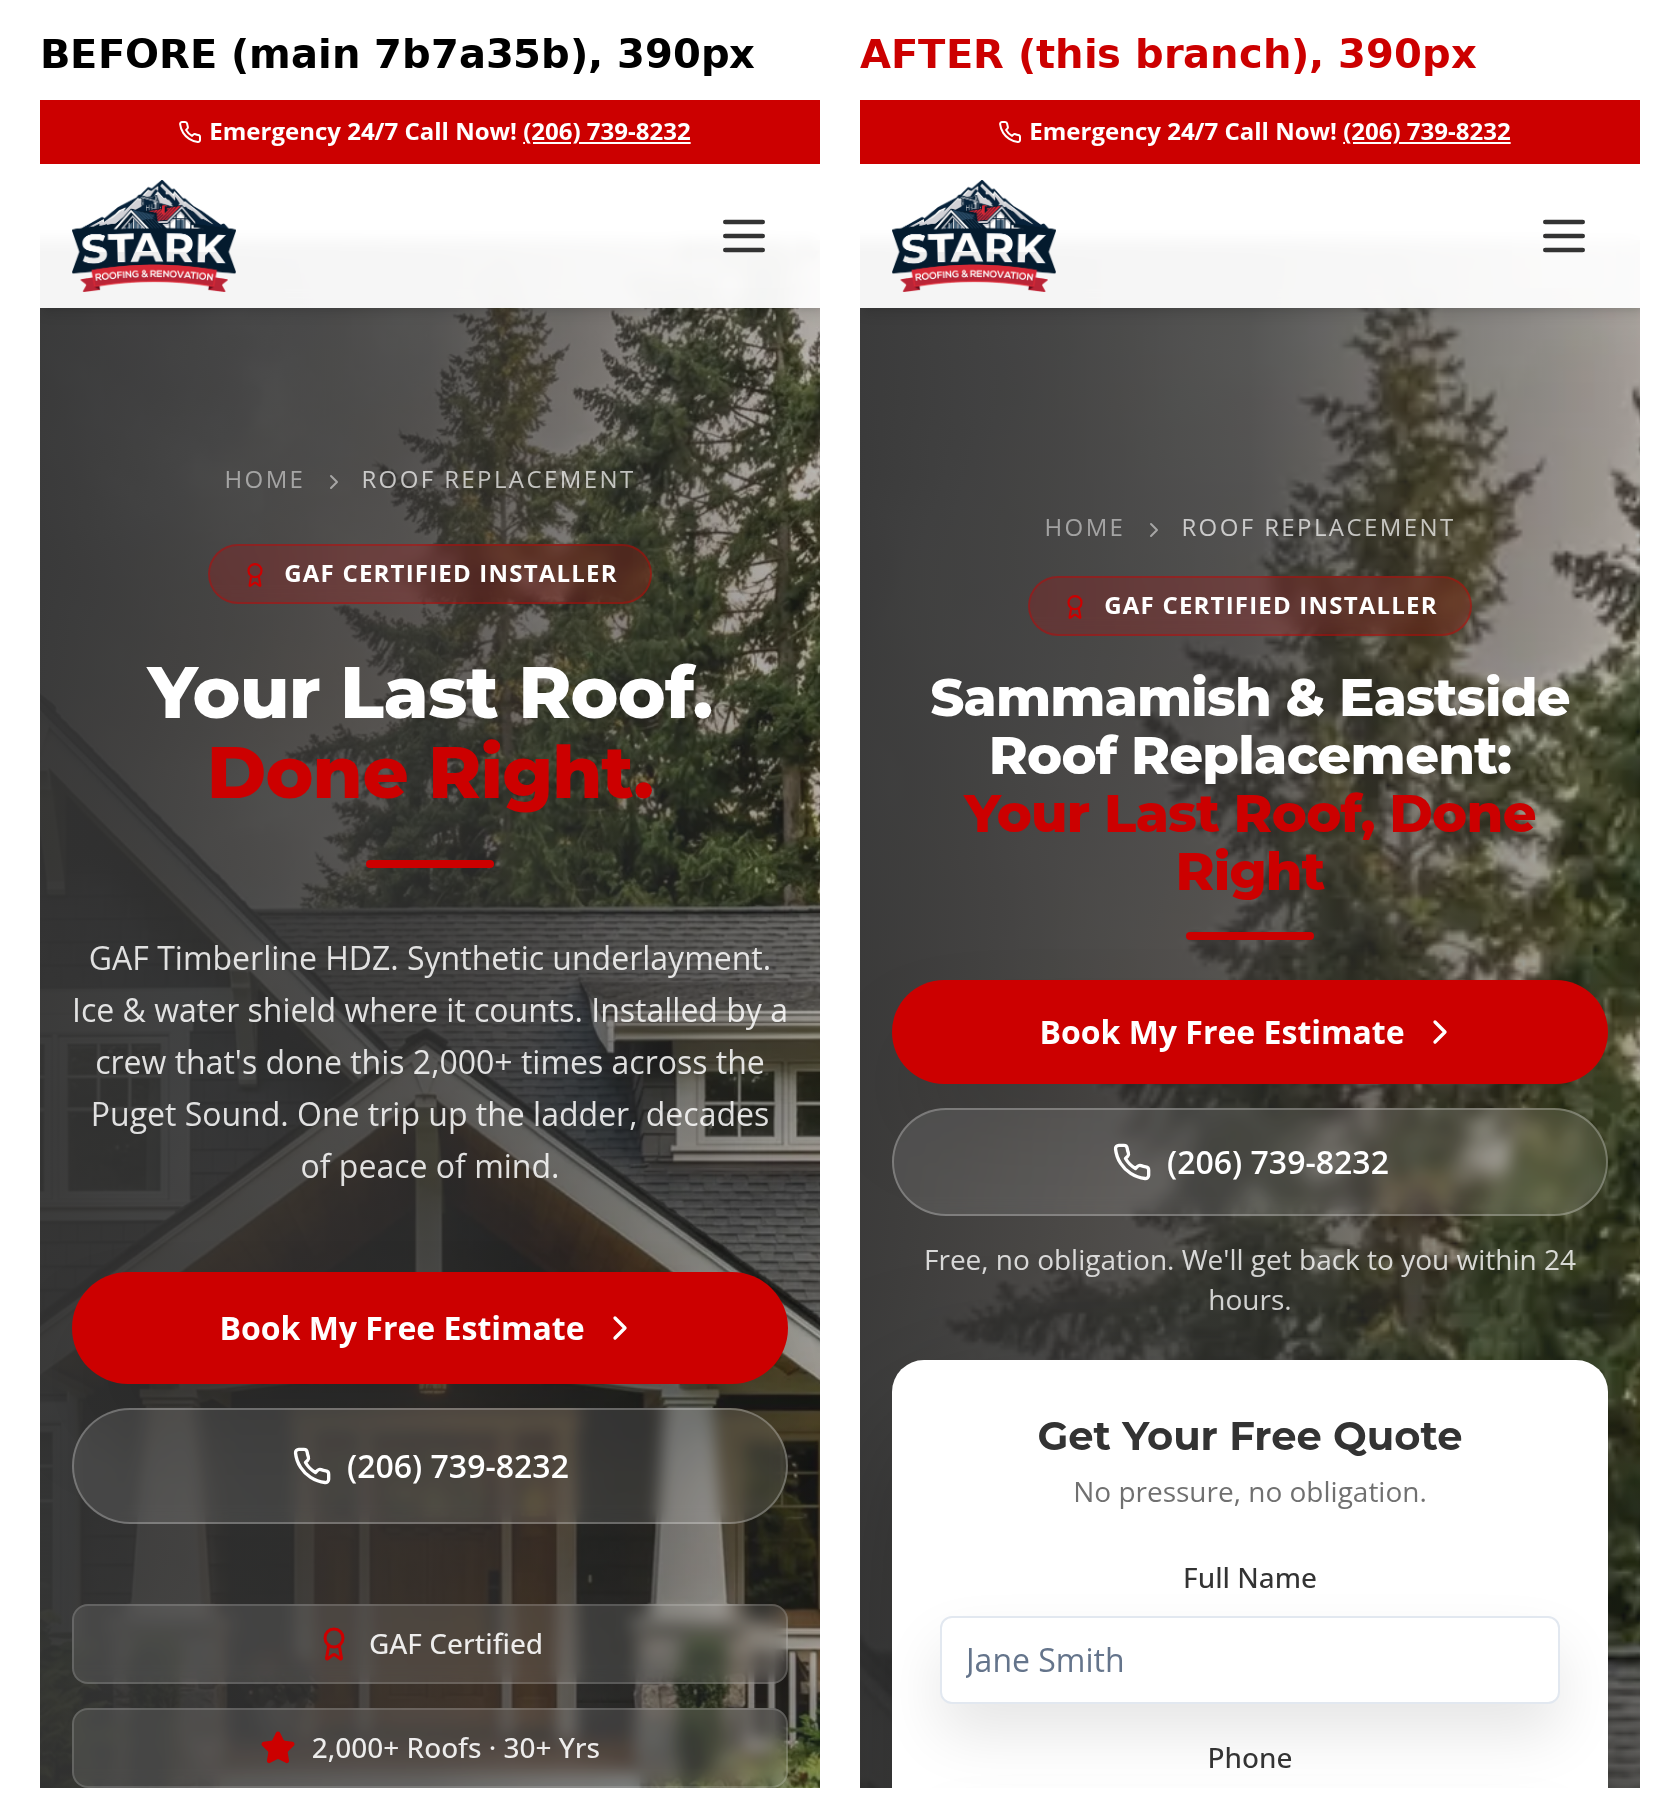 BEFORE (main 7b7a35b), 390px
Emergency 24/7 Call Now! (206) 739-8232
STARK
ROOFING & RENOVATION
HOME > ROOF REPLACEMENT
GAF CERTIFIED INSTALLER
Your Last Roof.
Done Right.
GAF Timberline HDZ. Synthetic underlayment.
Ice & water shield where it counts. Installed by a
crew that's done this 2,000+ times across the
Puget Sound. One trip up the ladder, decades
of peace of mind.
Book My Free Estimate >
(206) 739-8232
GAF Certified
2,000+ Roofs · 30+ Yrs
AFTER (this branch), 390px
Emergency 24/7 Call Now! (206) 739-8232
STARK
ROOFING & RENOVATION
HOME > ROOF REPLACEMENT
GAF CERTIFIED INSTALLER
Sammamish & Eastside
Roof Replacement:
Your Last Roof, Done
Right
Book My Free Estimate >
(206) 739-8232
Free, no obligation. We'll get back to you within 24
hours.
Get Your Free Quote
No pressure, no obligation.
Full Name
Jane Smith
Phone